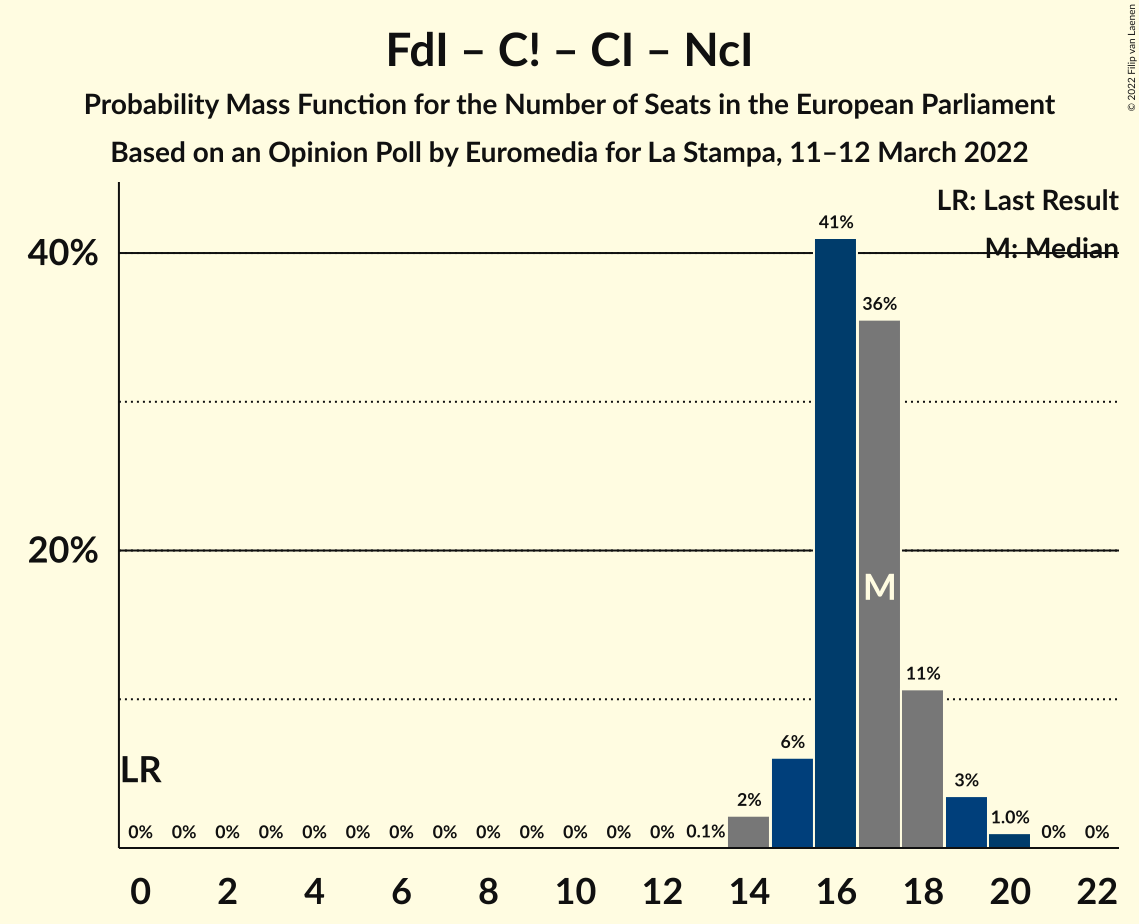 FdI – C! – CI – NcI
Probability Mass Function for the Number of Seats in the European Parliament
Based on an Opinion Poll by Euromedia for La Stampa, 11–12 March 2022
© 2022 Filip van Laenen
LR: Last Result
M: Median
40%
20%
41%
36%
M
11%
6%
3%
2%
1.0%
LR
0% 0% 0% 0% 0% 0% 0% 0% 0% 0% 0% 0% 0% 0.1% 0% 0%
0 2 4 6 8 10 12 14 16 18 20 22